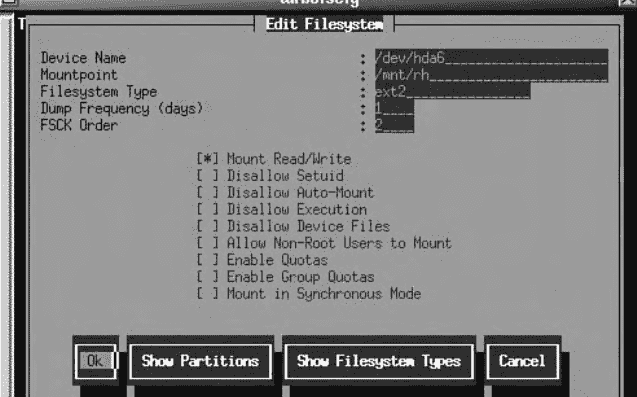 T
Edit Filesystem
Device Name : /dev/hda6
Mountpoint : /mnt/rh
Filesystem Type : ext2
Dump Frequency (days) : 1
FSCK Order : 2
[*] Mount Read/Write
[ ] Disallow Setuid
[ ] Disallow Auto-Mount
[ ] Disallow Execution
[ ] Disallow Device Files
[ ] Allow Non-Root Users to Mount
[ ] Enable Quotas
[ ] Enable Group Quotas
[ ] Mount in Synchronous Mode
Ok Show Partitions Show Filesystem Types Cancel